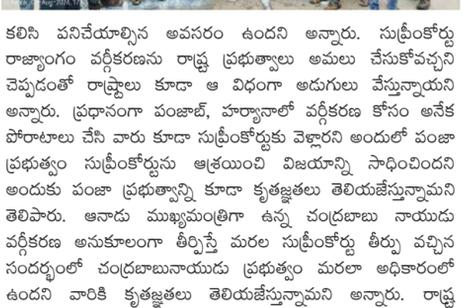 కలిసి పనిచేయాల్సిన అవసరం ఉందని అన్నారు. సుప్రీంకోర్టు
రాజ్యాంగం వర్గీకరణను రాష్ట్ర ప్రభుత్వాలు అమలు చేసుకోవచ్చని
చెప్పడంతో రాష్ట్రాలు కూడా ఆ విధంగా అడుగులు వేస్తున్నాయని
అన్నారు. ప్రధానంగా పంజాబ్, హర్యానాలో వర్గీకరణ కోసం అనేక
పోరాటాలు చేసి వారు కూడా సుప్రీంకోర్టుకు వెళ్లారని అందులో పంజా
ప్రభుత్వం సుప్రీంకోర్టును ఆశ్రయించి విజయాన్ని సాధించిందని
అందుకు పంజా ప్రభుత్వాన్ని కూడా కృతజ్ఞతలు తెలియజేస్తున్నామని
తెలిపారు. ఆనాడు ముఖ్యమంత్రిగా ఉన్న చంద్రబాబు నాయుడు
వర్గీకరణ అనుకూలంగా తీర్పిస్తే మరల సుప్రీంకోర్టు తీర్పు వచ్చిన
సందర్భంలో చంద్రబాబునాయుడు ప్రభుత్వం మరలా అధికారంలో
ఉందని వారికి కృతజ్ఞతలు తెలియజేస్తున్నామని అన్నారు. రాష్ట్ర